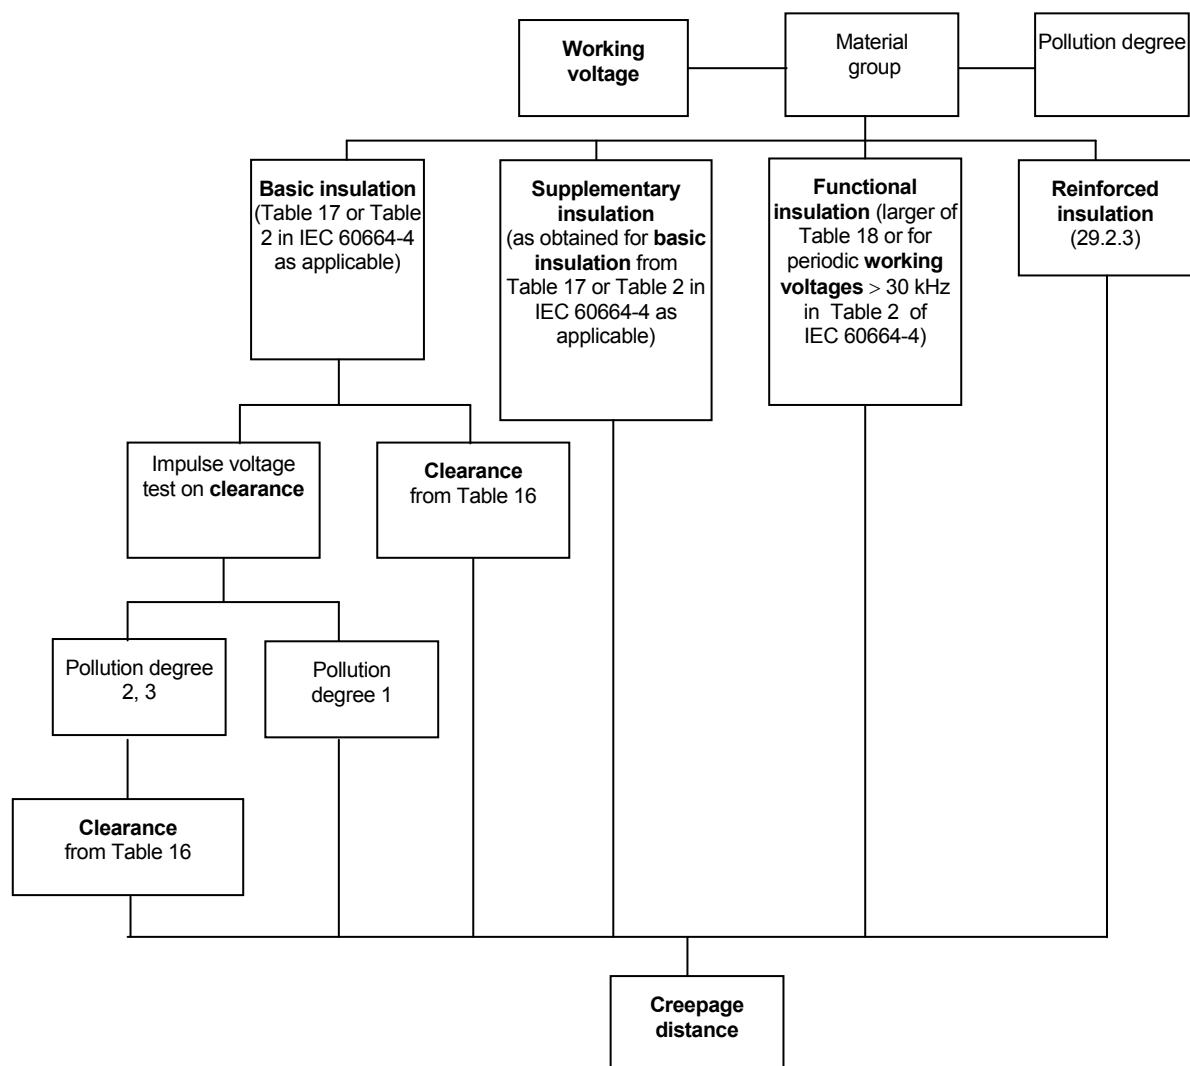 Working
voltage
Material
group
Pollution degree
Basic insulation
(Table 17 or Table
2 in IEC 60664-4
as applicable)
Supplementary
insulation
(as obtained for basic
insulation from
Table 17 or Table 2 in
IEC 60664-4 as
applicable)
Functional
insulation (larger of
Table 18 or for
periodic working
voltages > 30 kHz
in Table 2 of
IEC 60664-4)
Reinforced
insulation
(29.2.3)
Impulse voltage
test on clearance
Clearance
from Table 16
Pollution degree
2, 3
Pollution
degree 1
Clearance
from Table 16
Creepage
distance